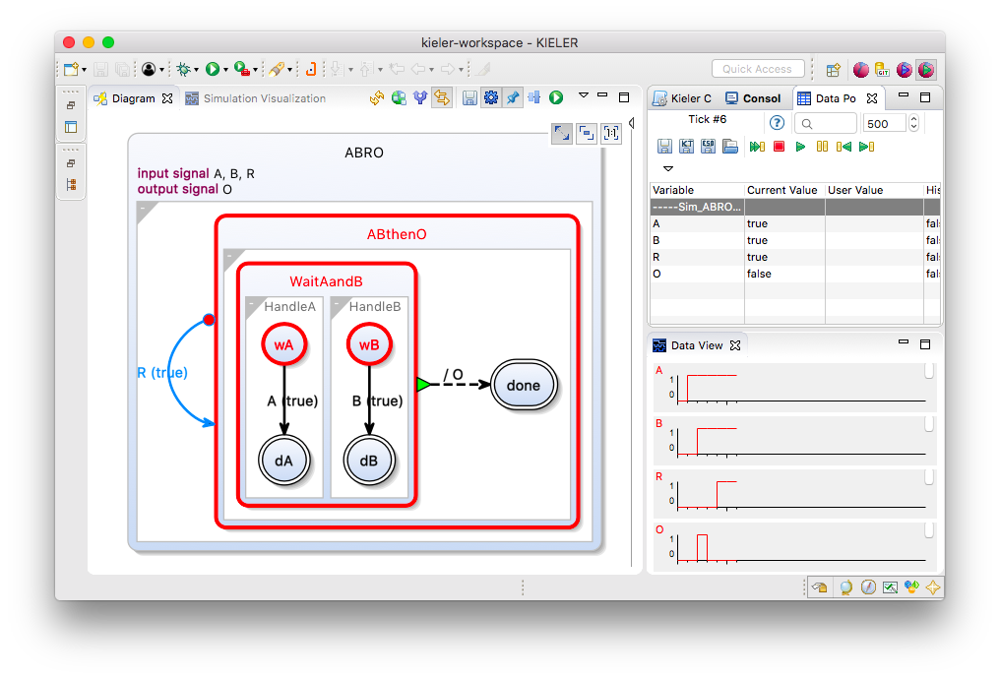 kieler-workspace - KIELER
Quick Access
Diagram
Simulation Visualization
ABRO
input signal A, B, R
output signal O
ABthenO
WaitAandB
HandleA
HandleB
wA
wB
R (true)
A (true)
B (true)
/ O
done
dA
dB
Kieler C
Consol
Data Po
Tick #6
?
500
Variable Current Value User Value His
-----Sim_ABRO...
A true fal
B true fal
R true fal
O false fal
Data View
A
1
0
B
1
0
R
1
0
O
1
0